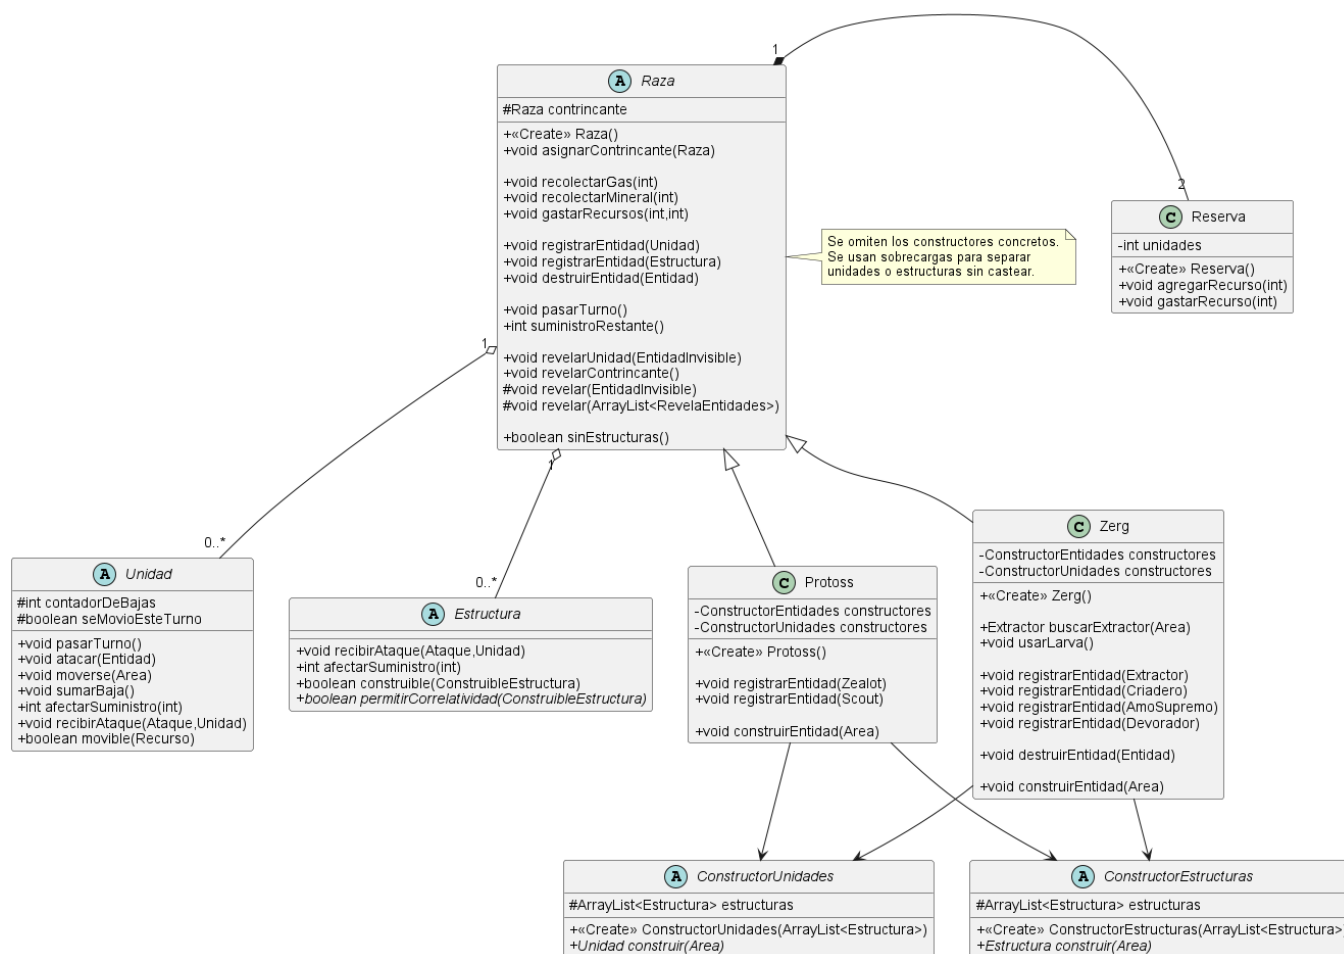 1
A Raza
#Raza contrincante
+«Create» Raza()
+void asignarContrincante(Raza)
+void recolectarGas(int)
+void recolectarMineral(int)
+void gastarRecursos(int,int)
+void registrarEntidad(Unidad)
+void registrarEntidad(Estructura)
+void destruirEntidad(Entidad)
+void pasarTurno()
+int suministroRestante()
+void revelarUnidad(EntidadInvisible)
+void revelarContrincante()
#void revelar(EntidadInvisible)
#void revelar(ArrayList<RevelaEntidades>)
+boolean sinEstructuras()
Se omiten los constructores concretos.
Se usan sobrecargas para separar
unidades o estructuras sin castear.
2
C Reserva
-int unidades
+«Create» Reserva()
+void agregarRecurso(int)
+void gastarRecurso(int)
1
1
0..*
0..*
A Unidad
#int contadorDeBajas
#boolean seMovioEsteTurno
+void pasarTurno()
+void atacar(Entidad)
+void moverse(Area)
+void sumarBaja()
+int afectarSuministro(int)
+void recibirAtaque(Ataque,Unidad)
+boolean movible(Recurso)
A Estructura
+void recibirAtaque(Ataque,Unidad)
+int afectarSuministro(int)
+boolean construible(ConstruibleEstructura)
+boolean permitirCorrelatividad(ConstruibleEstructura)
C Protoss
-ConstructorEntidades constructores
-ConstructorUnidades constructores
+«Create» Protoss()
+void registrarEntidad(Zealot)
+void registrarEntidad(Scout)
+void construirEntidad(Area)
C Zerg
-ConstructorEntidades constructores
-ConstructorUnidades constructores
+«Create» Zerg()
+Extractor buscarExtractor(Area)
+void usarLarva()
+void registrarEntidad(Extractor)
+void registrarEntidad(Criadero)
+void registrarEntidad(AmoSupremo)
+void registrarEntidad(Devorador)
+void destruirEntidad(Entidad)
+void construirEntidad(Area)
A ConstructorUnidades
#ArrayList<Estructura> estructuras
+«Create» ConstructorUnidades(ArrayList<Estructura>)
+Unidad construir(Area)
A ConstructorEstructuras
#ArrayList<Estructura> estructuras
+«Create» ConstructorEstructuras(ArrayList<Estructura>
+Estructura construir(Area)